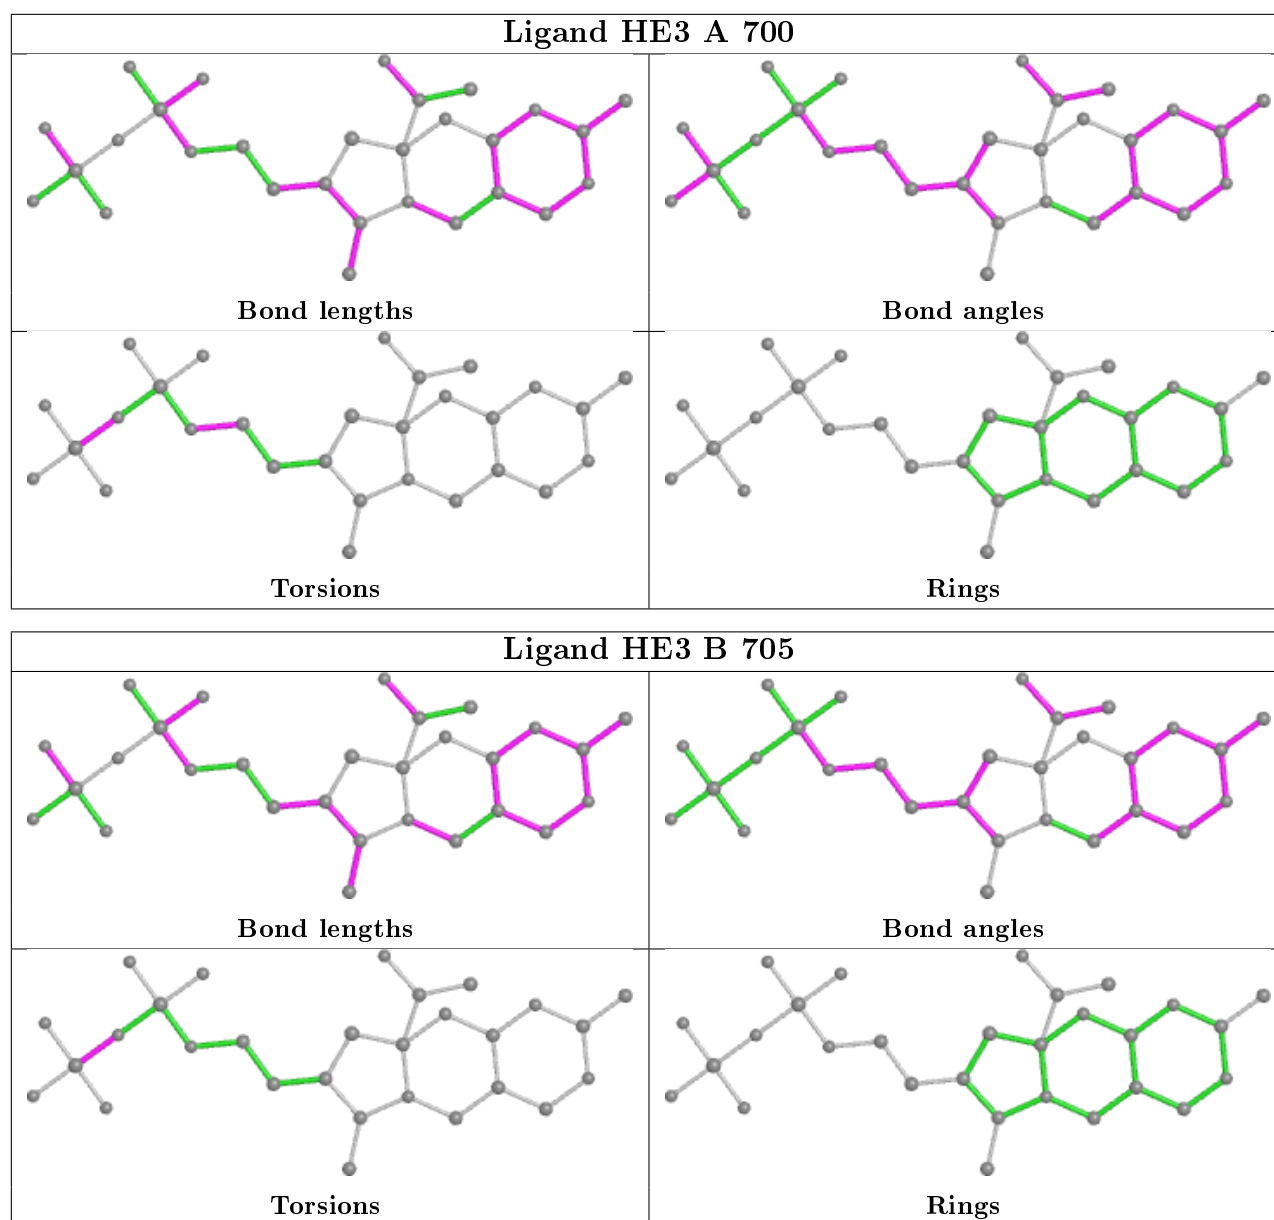 Ligand HE3 A 700
Bond lengths
Bond angles
Torsions
Rings
Ligand HE3 B 705
Bond lengths
Bond angles
Torsions
Rings